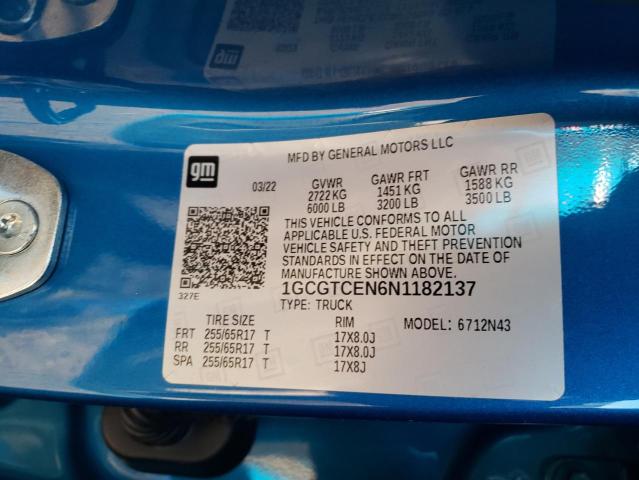 gm
MFD BY GENERAL MOTORS LLC
03/22 GVWR GAWR FRT GAWR RR
2722 KG 1451 KG 1588 KG
6000 LB 3200 LB 3500 LB
THIS VEHICLE CONFORMS TO ALL
APPLICABLE U.S. FEDERAL MOTOR
VEHICLE SAFETY AND THEFT PREVENTION
STANDARDS IN EFFECT ON THE DATE OF
MANUFACTURE SHOWN ABOVE.
327E
1GCGTCEN6N1182137
TYPE: TRUCK
TIRE SIZE RIM MODEL: 6712N43
FRT 255/65R17 T 17X8.0J
RR 255/65R17 T 17X8.0J
SPA 255/65R17 T 17X8J